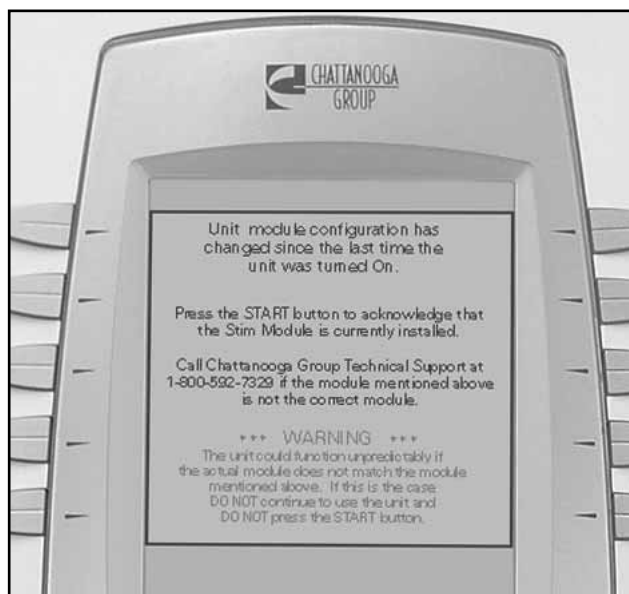 CHATTANOOGA
GROUP
Unit module configuration has
changed since the last time the
unit was turned On.
Press the START button to acknowledge that
the Stim Module is currently installed.
Call Chattanooga Group Technical Support at
1-800-592-7329 if the module mentioned above
is not the correct module.
*** WARNING ***
The unit could function unpredictably if
the actual module does not match the module
mentioned above. If this is the case
DO NOT continue to use the unit and
DO NOT press the START button.